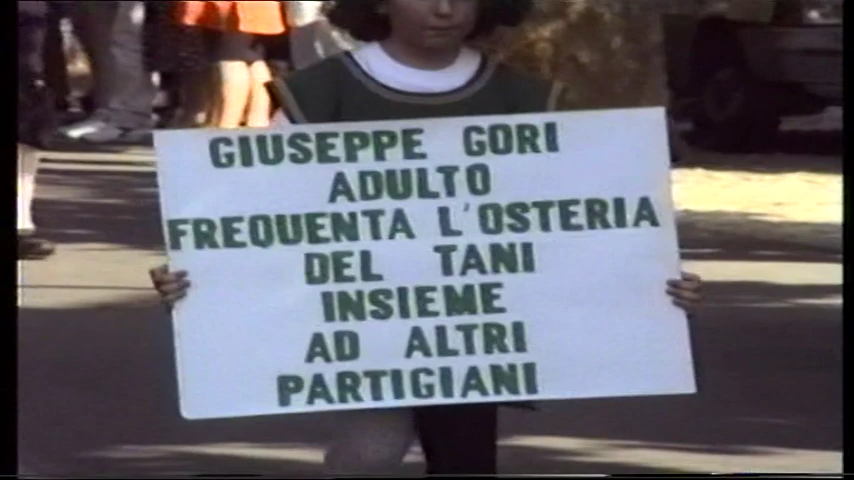 GIUSEPPE GORI
ADULTO
FREQUENTA L'OSTERIA
DEL TANI
INSIEME
AD ALTRI
PARTIGIANI